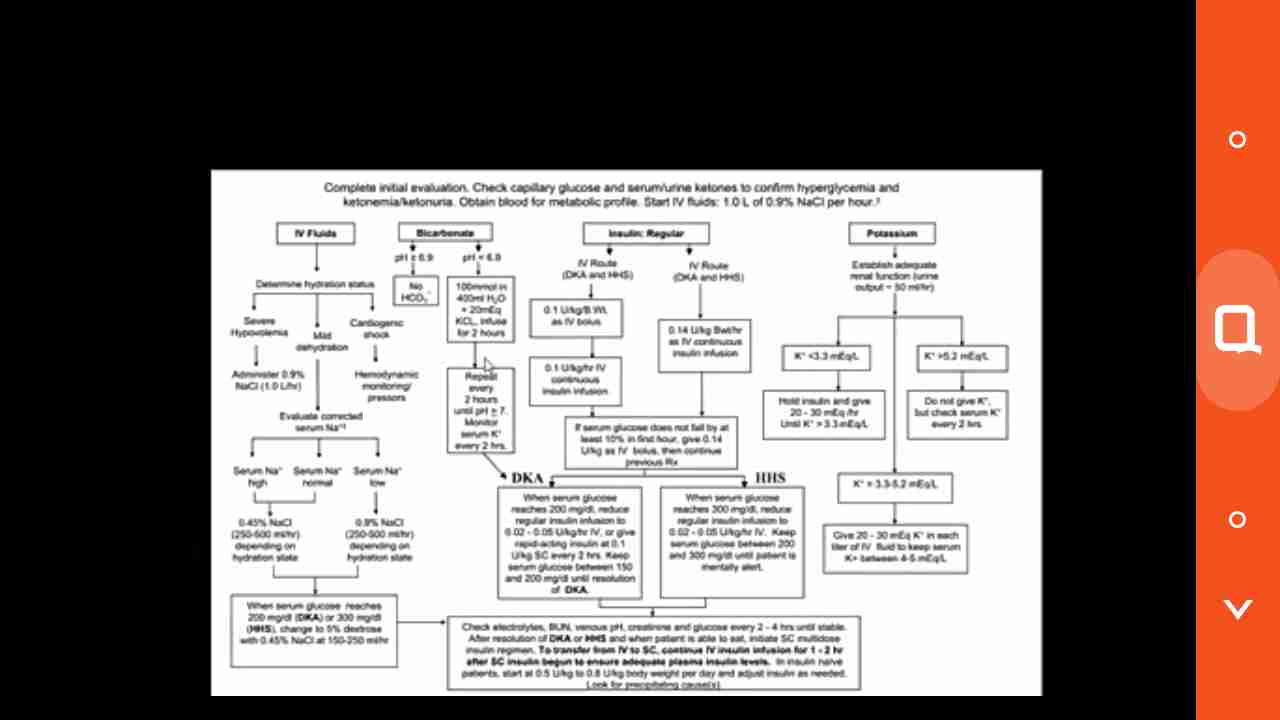 Complete initial evaluation. Check capillary glucose and serum/urine ketones to confirm hyperglycemia and
ketonemia/ketonuria. Obtain blood for metabolic profile. Start IV fluids: 1.0 L of 0.9% NaCl per hour.
IV Fluids
Determine hydration status
Severe
Hypovolemia
Mild
dehydration
Cardiogenic
shock
Administer 0.9%
NaCl (1.0 L/hr)
Hemodynamic
monitoring/
pressors
Evaluate corrected
serum Na⁺
Serum Na⁺
high
Serum Na⁺
normal
Serum Na⁺
low
0.45% NaCl
(250-500 ml/hr)
depending on
hydration state
0.9% NaCl
(250-500 ml/hr)
depending on
hydration state
When serum glucose reaches
200 mg/dl (DKA) or 300 mg/dl
(HHS), change to 5% dextrose
with 0.45% NaCl at 150-250 ml/hr
Bicarbonate
pH ≥ 6.9
No
HCO₃⁻
pH < 6.9
100mmol in
400ml H₂O
+ 20mEq
KCL, infuse
for 2 hours
Repeat
every
2 hours
until pH ≥ 7.
Monitor
serum K⁺
every 2 hrs.
Insulin: Regular
IV Route
(DKA and HHS)
0.1 U/kg/B.Wt.
as IV bolus
0.1 U/kg/hr IV
continuous
insulin infusion
IV Route
(DKA and HHS)
0.14 U/kg Bwt/hr
as IV continuous
insulin infusion
If serum glucose does not fall by at
least 10% in first hour, give 0.14
U/kg as IV bolus, then continue
previous Rx
DKA
When serum glucose
reaches 200 mg/dl, reduce
regular insulin infusion to
0.02 - 0.05 U/kg/hr IV, or give
rapid-acting insulin at 0.1
U/kg SC every 2 hrs. Keep
serum glucose between 150
and 200 mg/dl until resolution
of DKA.
HHS
When serum glucose
reaches 300 mg/dl, reduce
regular insulin infusion to
0.02 - 0.05 U/kg/hr IV. Keep
serum glucose between 200
and 300 mg/dl until patient is
mentally alert.
Potassium
Establish adequate
renal function (urine
output ~ 50 ml/hr)
K⁺ <3.3 mEq/L
Hold insulin and give
20 - 30 mEq /hr
Until K⁺ > 3.3 mEq/L
K⁺ >5.2 mEq/L
Do not give K⁺,
but check serum K⁺
every 2 hrs.
K⁺ = 3.3-5.2 mEq/L
Give 20 - 30 mEq K⁺ in each
liter of IV fluid to keep serum
K+ between 4-5 mEq/L
Check electrolytes, BUN, venous pH, creatinine and glucose every 2 - 4 hrs until stable.
After resolution of DKA or HHS and when patient is able to eat, initiate SC multidose
insulin regimen. To transfer from IV to SC, continue IV insulin infusion for 1 - 2 hr
after SC insulin begun to ensure adequate plasma insulin levels. In insulin naive
patients, start at 0.5 U/kg to 0.8 U/kg body weight per day and adjust insulin as needed.
Look for precipitating cause(s).